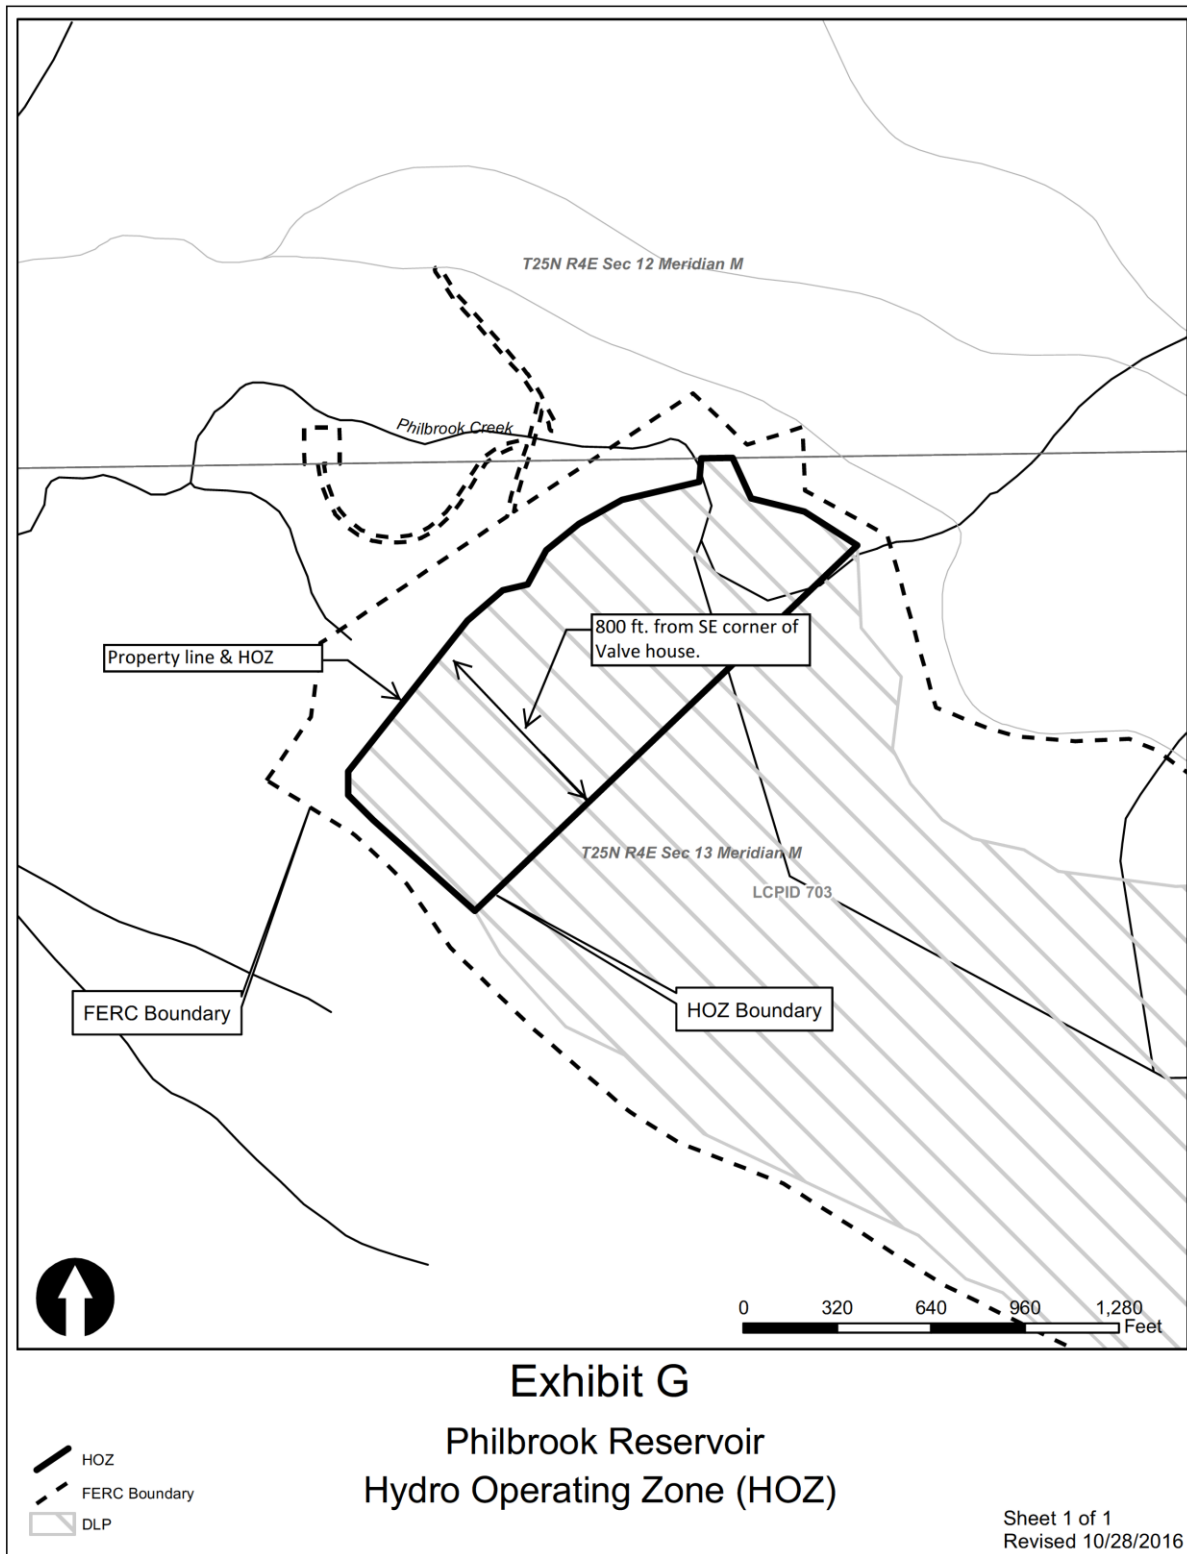 T25N R4E Sec 12 Meridian M
Philbrook Creek
800 ft. from SE corner of
Valve house.
Property line & HOZ
T25N R4E Sec 13 Meridian M
LCPID 703
FERC Boundary
HOZ Boundary
0 320 640 960 1,280
Feet
Exhibit G
Philbrook Reservoir
Hydro Operating Zone (HOZ)
HOZ
FERC Boundary
DLP
Sheet 1 of 1
Revised 10/28/2016